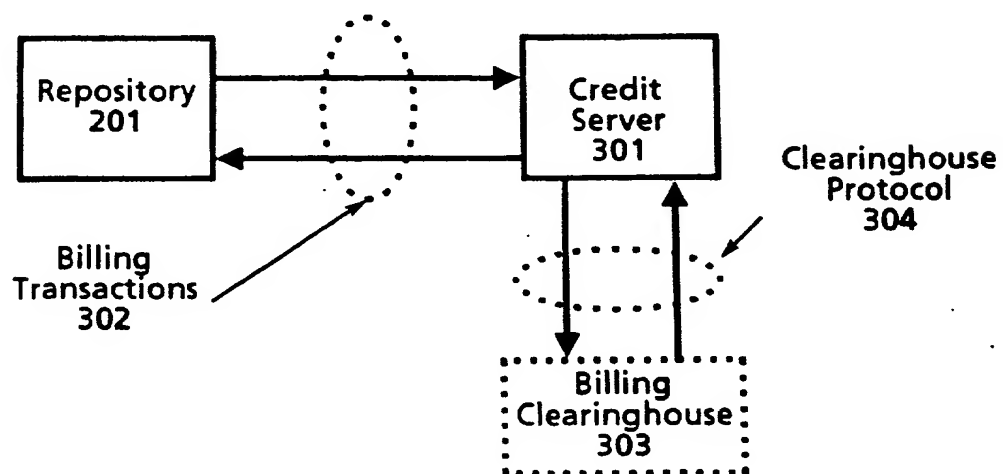 Repository
201
Credit
Server
301
Clearinghouse
Protocol
304
Billing
Transactions
302
Billing
Clearinghouse
303